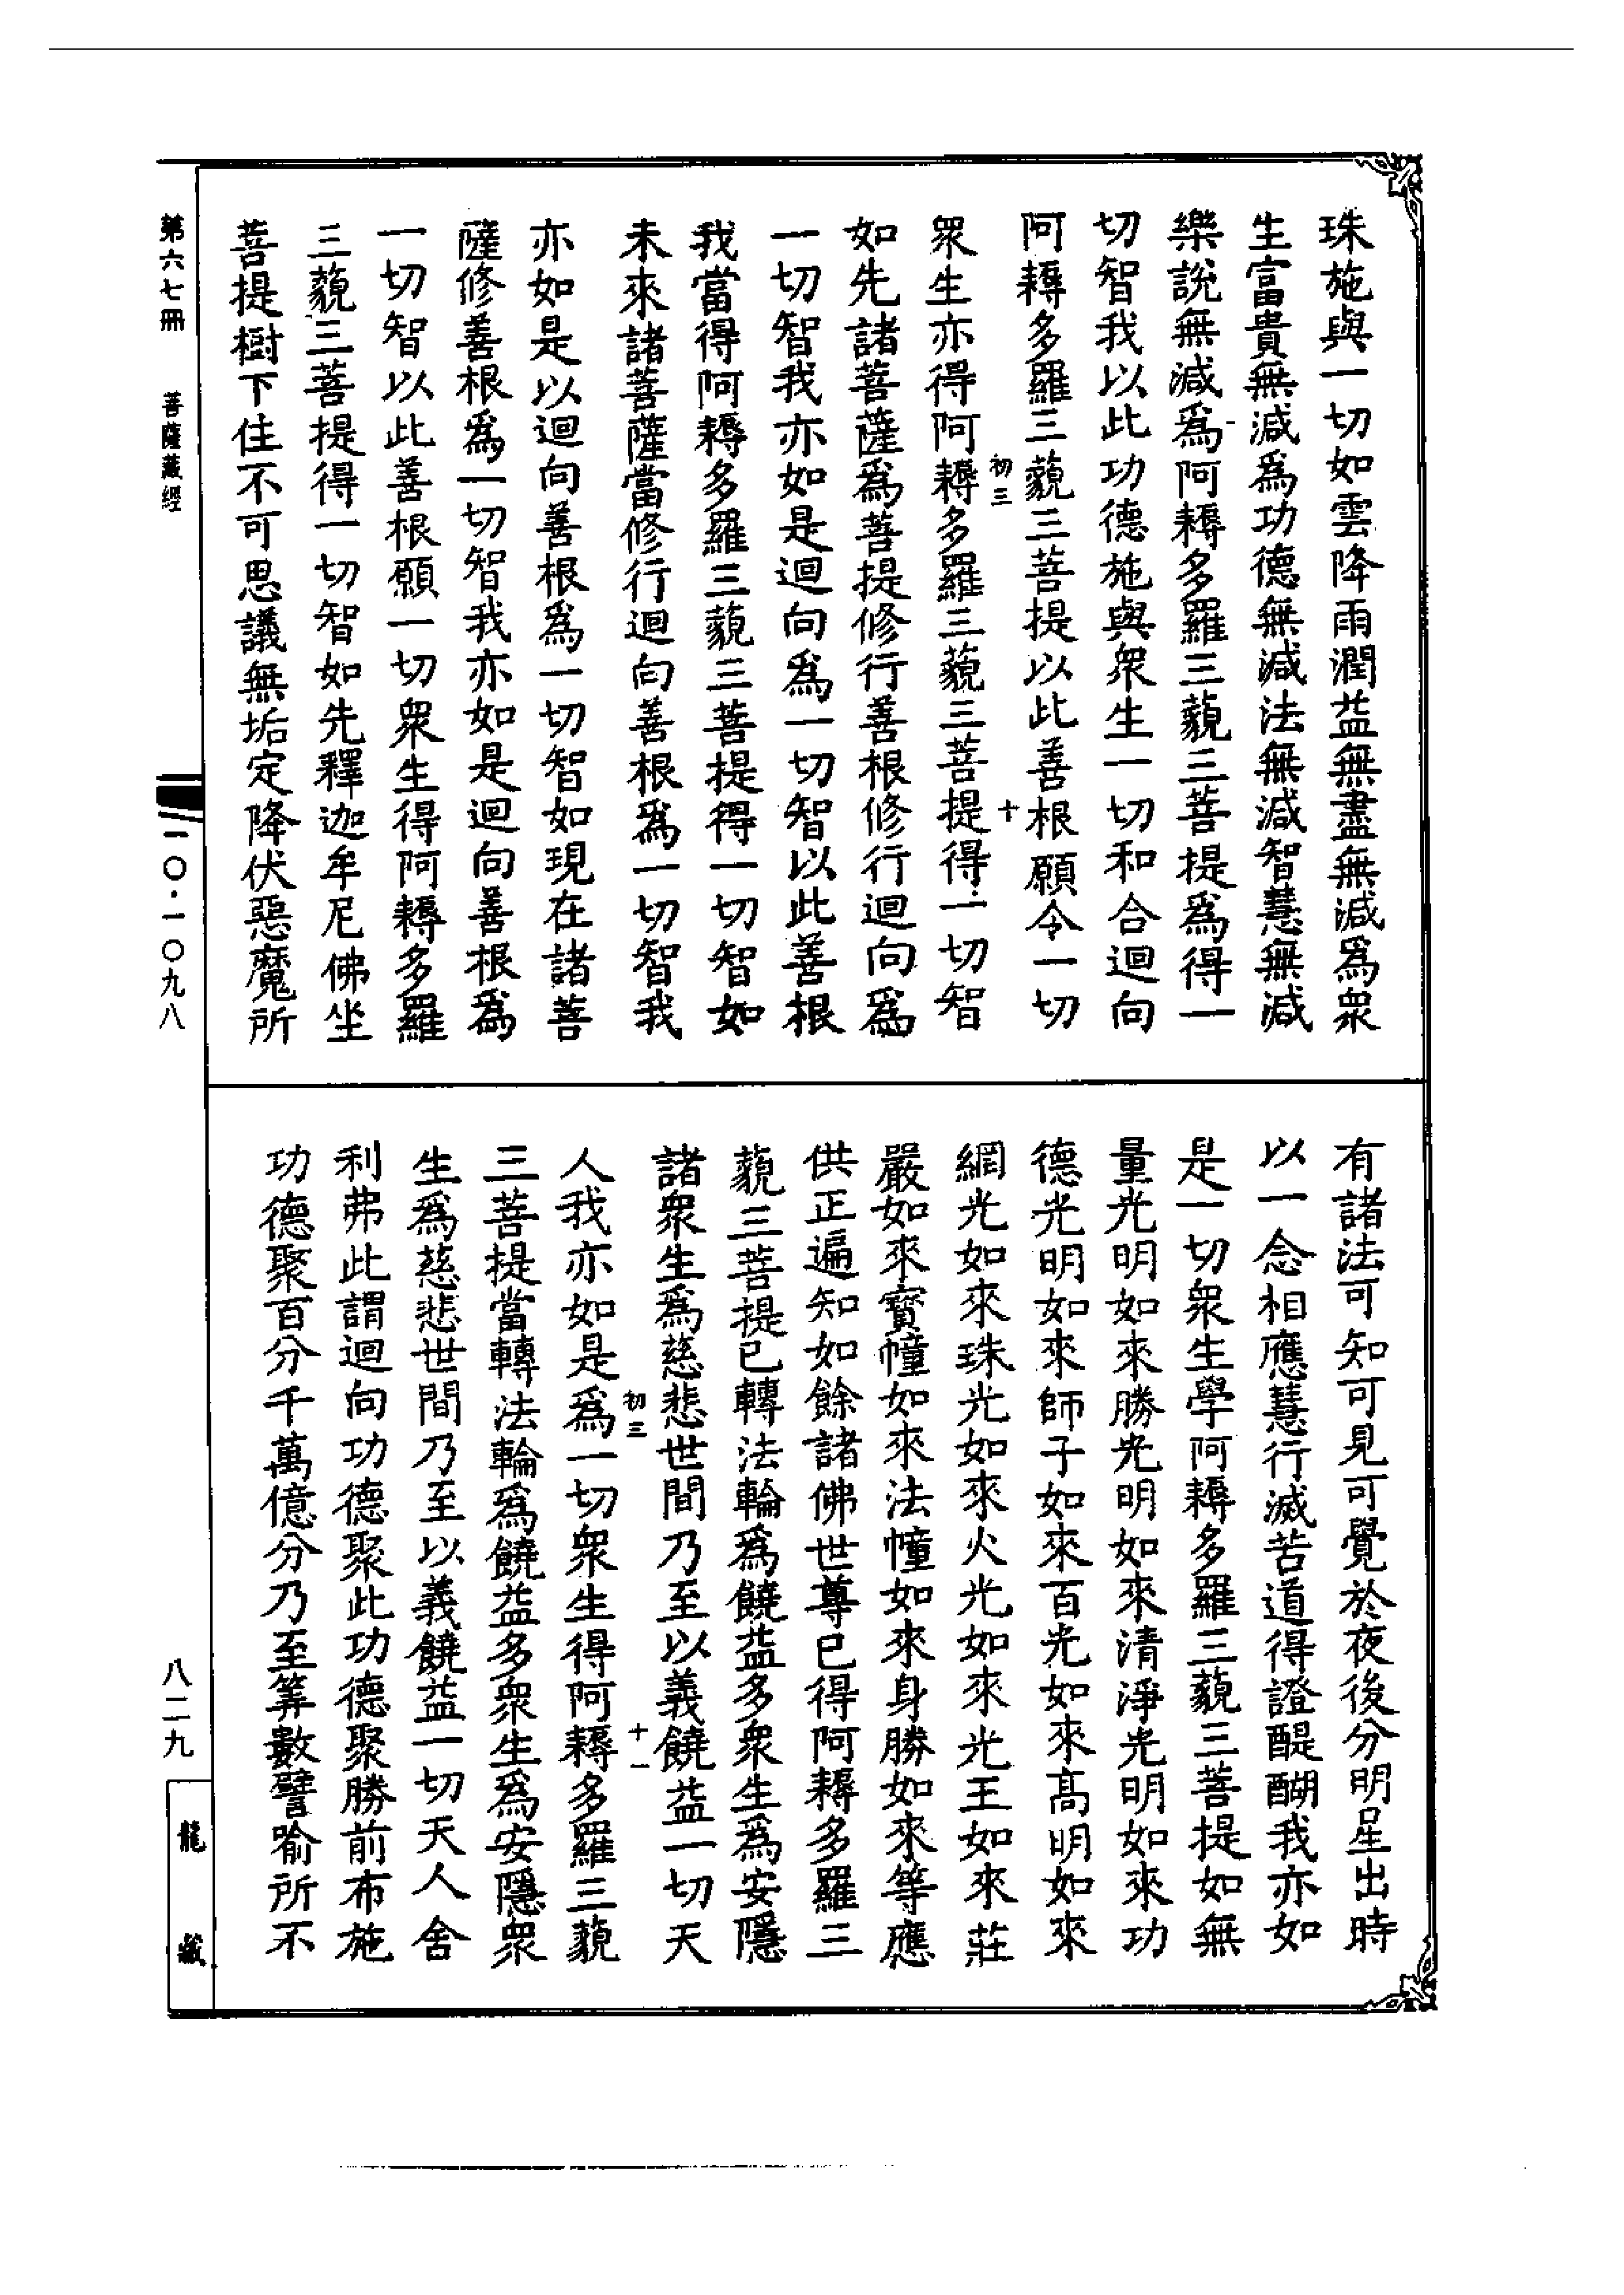 珠施與一切如雲降雨潤益無盡無減爲衆
生富貴無減爲功德無減法無減智慧無減
樂說無減爲阿耨多羅三藐三菩提爲得一
切智我以此功德施與衆生一切和合迴向
阿耨多羅三藐三菩提以此善根願令一切
初三
十
衆生亦得阿耨多羅三藐三菩提得一切智
如先諸菩薩爲菩提修行善根修行迴向爲
一切智我亦如是迴向爲一切智以此善根
我當得阿耨多羅三藐三菩提得一切智如
未來諸菩薩當修行迴向善根爲一切智我
亦如是以迴向善根爲一切智如現在諸菩
薩修善根爲一切智我亦如是迴向善根爲
一切智以此善根願一切衆生得阿耨多羅
三藐三菩提得一切智如先釋迦牟尼佛坐
菩提樹下住不可思議無垢定降伏惡魔所
有諸法可知可見可覺於夜後分明星出時
以一念相應慧行滅苦道得證醍醐我亦如
是一切衆生學阿耨多羅三藐三菩提如無
量光明如來勝光明如來清淨光明如來功
德光明如來師子如來百光如來高明如來
網光如來珠光如來火光如來光王如來莊
嚴如來寶幢如來法幢如來身勝如來等應
供正遍知如餘諸佛世尊已得阿耨多羅三
藐三菩提已轉法輪爲饒益多衆生爲安隱
諸衆生爲慈悲世間乃至以義饒益一切天
初三
十一
人我亦如是爲一切衆生得阿耨多羅三藐
三菩提當轉法輪爲饒益多衆生爲安隱衆
生爲慈悲世間乃至以義饒益一切天人舍
利弗此謂迴向功德聚此功德聚勝前布施
功德聚百分千萬億分乃至筭數譬喻所不
第六七冊
菩薩藏經
一〇·一〇九八
八二九
龍藏